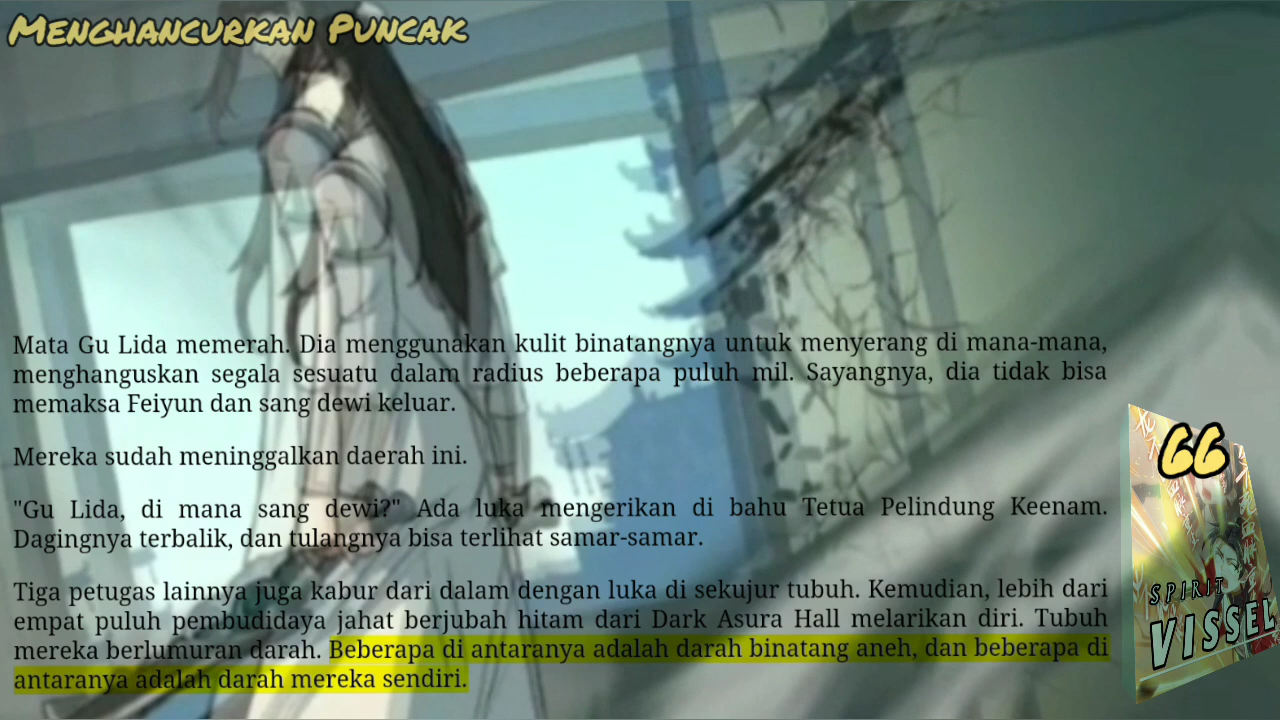 Menghancurkan Puncak
Mata Gu Lida memerah. Dia menggunakan kulit binatangnya untuk menyerang di mana-mana,
menghanguskan segala sesuatu dalam radius beberapa puluh mil. Sayangnya, dia tidak bisa
memaksa Feiyun dan sang dewi keluar.
Mereka sudah meninggalkan daerah ini.
"Gu Lida, di mana sang dewi?" Ada luka mengerikan di bahu Tetua Pelindung Keenam.
Dagingnya terbalik, dan tulangnya bisa terlihat samar-samar.
Tiga petugas lainnya juga kabur dari dalam dengan luka di sekujur tubuh. Kemudian, lebih dari
empat puluh pembudidaya jahat berjubah hitam dari Dark Asura Hall melarikan diri. Tubuh
mereka berlumuran darah. Beberapa di antaranya adalah darah binatang aneh, dan beberapa di
antaranya adalah darah mereka sendiri.
66
SPIRIT
VISSEL